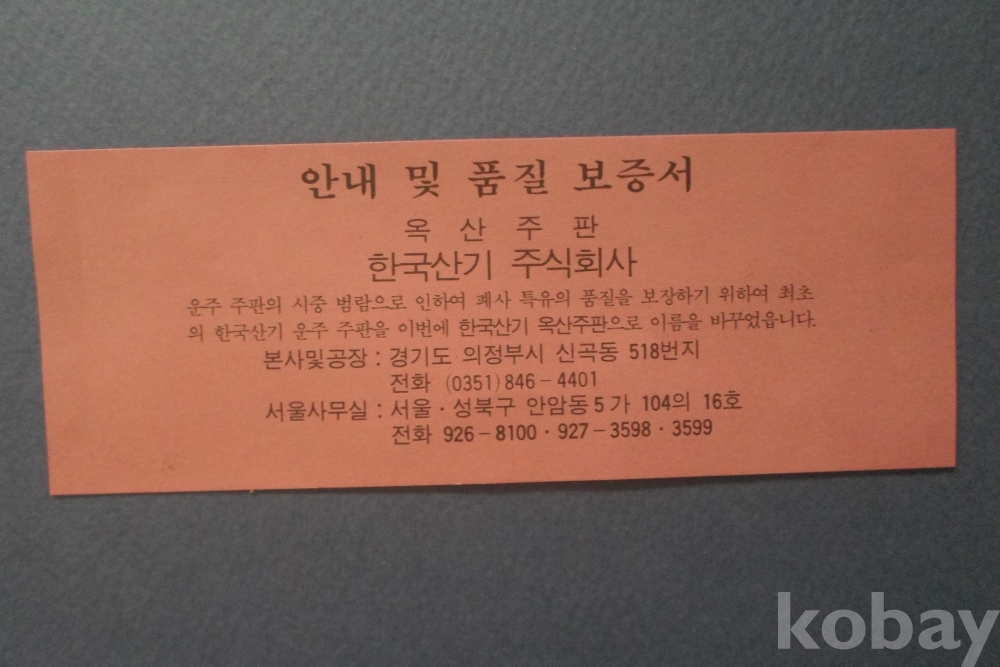 안내 및 품질 보증서
옥 산 주 판
한국산기 주식회사
운주 주판의 시중 범람으로 인하여 폐사 특유의 품질을 보장하기 위하여 최초
의 한국산기 운주 주판을 이번에 한국산기 옥산주판으로 이름을 바꾸었읍니다.
본사및공장 : 경기도 의정부시 신곡동 518번지
전화 (0351) 846-4401
서울사무실 : 서울·성북구 안암동 5가 104의 16호
전화 926-8100·927-3598·3599
kobay